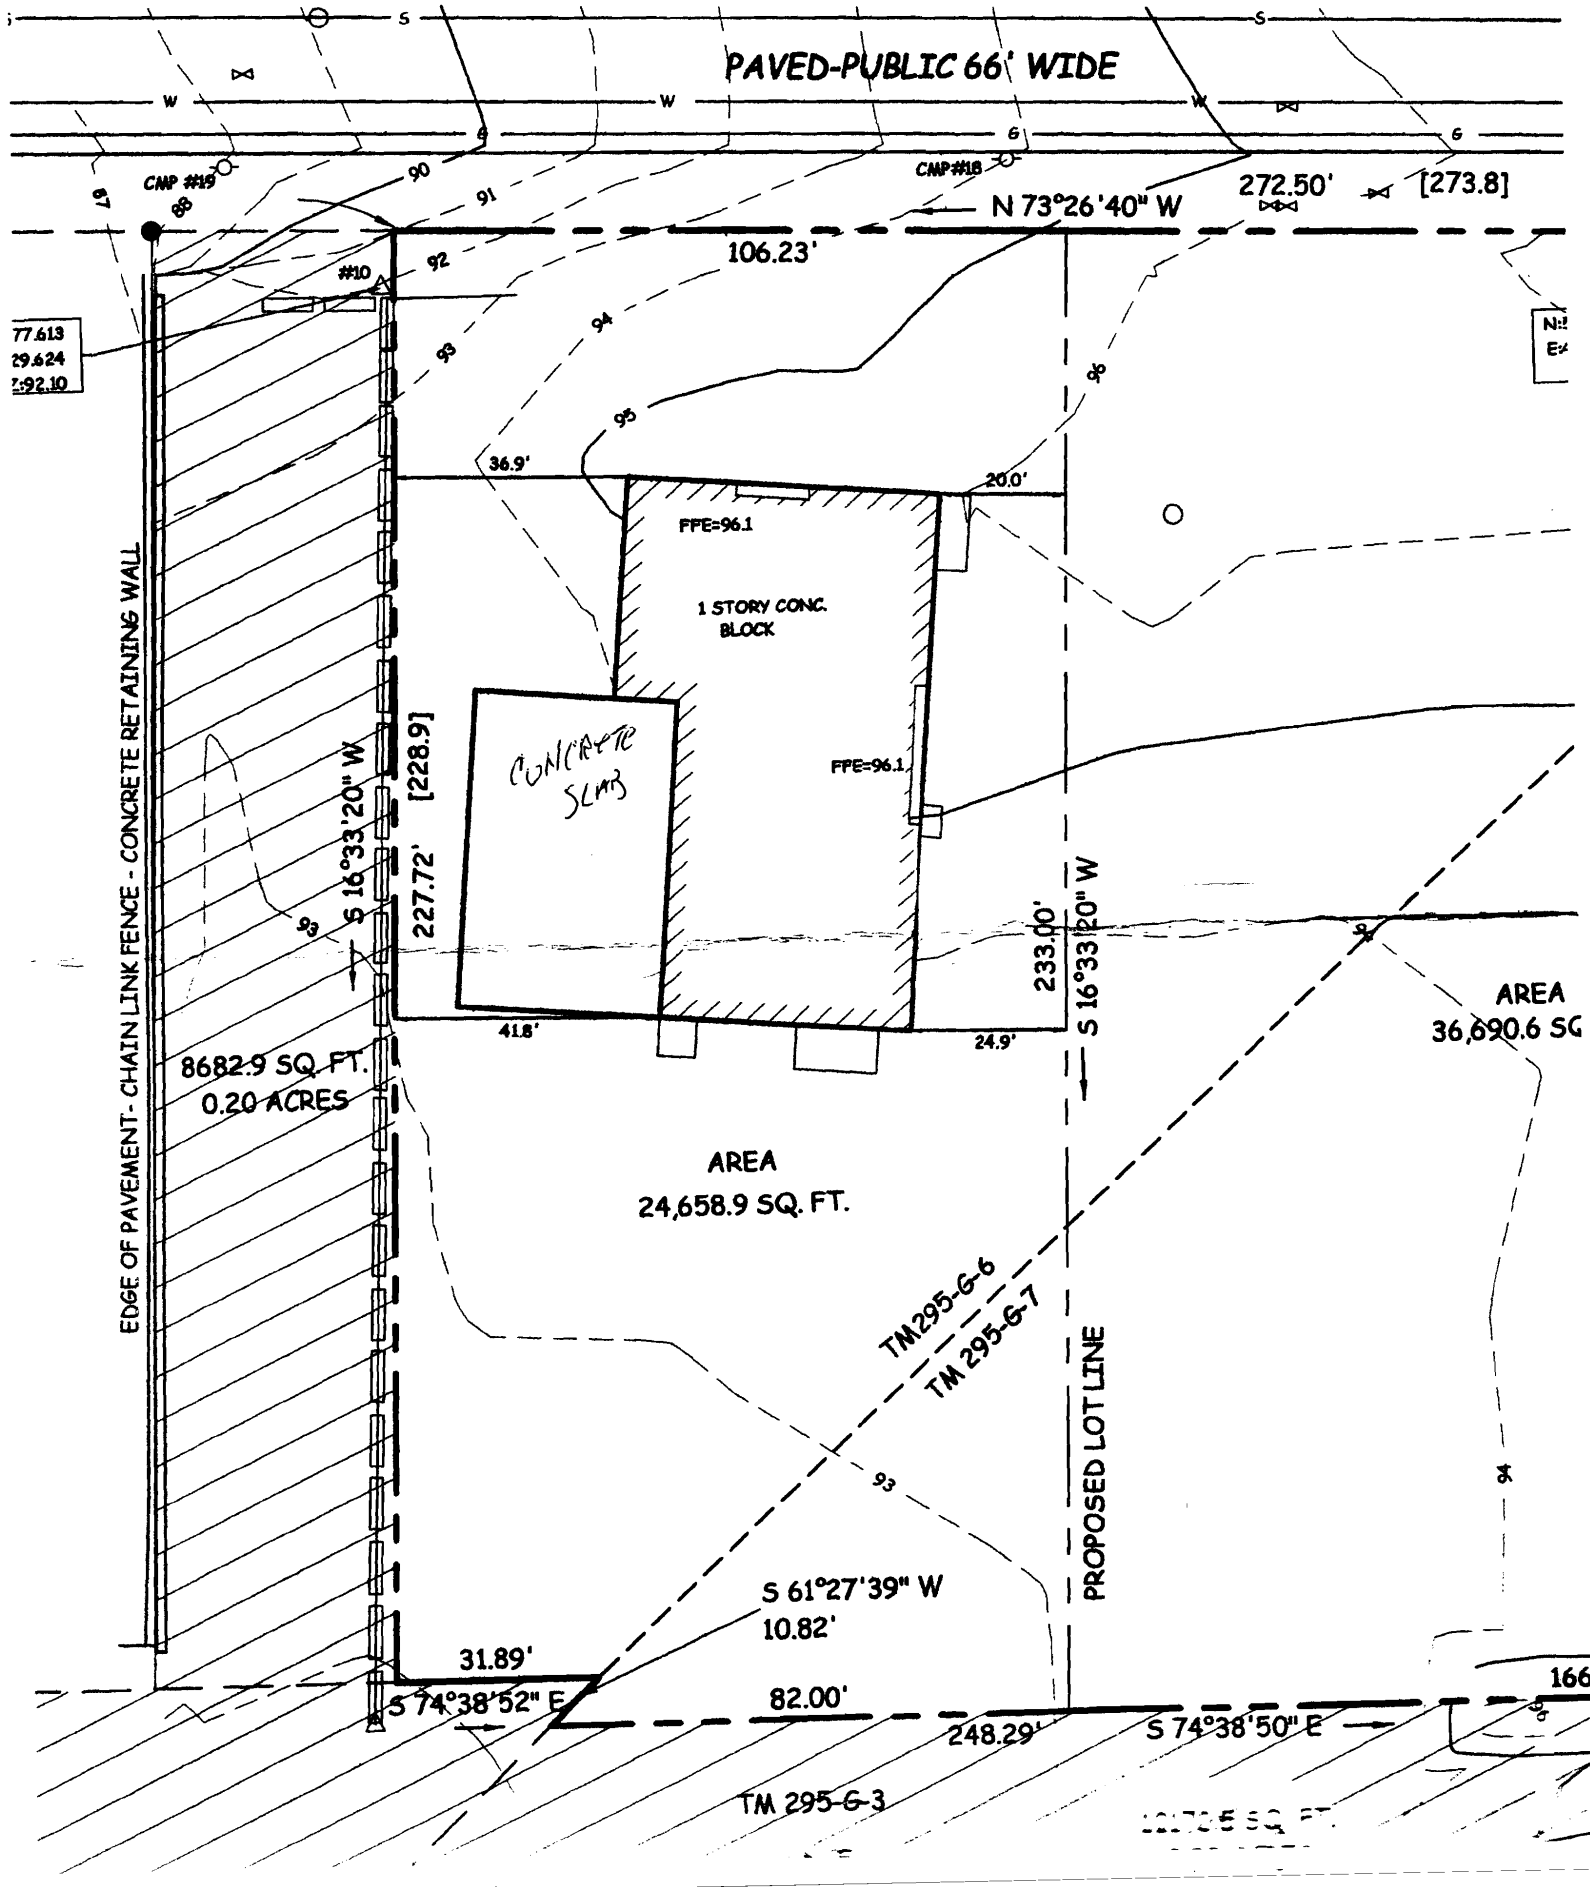 S S
PAVED-PUBLIC 66' WIDE
W W W
G G G
CMP #19
90
CMP #18
87
88
91
N 73°26'40" W
272.50'
[273.8]
106.23'
92
#10
77.613
29.624
Z:92.10
94
93
N:
E:
96
95
36.9'
20.0'
FFE=96.1
1 STORY CONC.
BLOCK
EDGE OF PAVEMENT- CHAIN LINK FENCE - CONCRETE RETAINING WALL
S 16°33'20" W
227.72' [228.9]
CONCRETE
SLAB
FFE=96.1
93
233.00'
S 16°33'20" W
AREA
36,690.6 SQ
41.8'
24.9'
8682.9 SQ. FT.
0.20 ACRES
AREA
24,658.9 SQ. FT.
TM295-G-6
TM 295-G-7
PROPOSED LOT LINE
93
94
S 61°27'39" W
10.82'
31.89'
S 74°38'52" E
82.00'
248.29'
S 74°38'50" E
166
TM 295-G-3